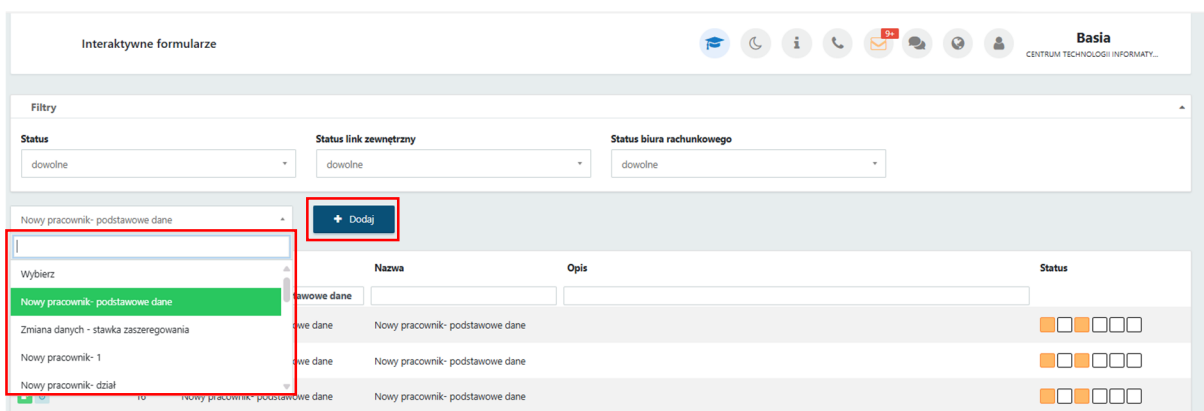 Interaktywne formularze
9+
Basia
CENTRUM TECHNOLOGII INFORMATY...
Filtry
Status
Status link zewnętrzny
Status biura rachunkowego
dowolne
dowolne
dowolne
Nowy pracownik- podstawowe dane
+ Dodaj
Nazwa
Opis
Status
Wybierz
Nowy pracownik- podstawowe dane
tawowe dane
Zmiana danych - stawka zaszeregowania
owe dane
Nowy pracownik- podstawowe dane
Nowy pracownik- 1
owe dane
Nowy pracownik- podstawowe dane
Nowy pracownik- dział
10
Nowy pracownik- podstawowe dane
Nowy pracownik- podstawowe dane